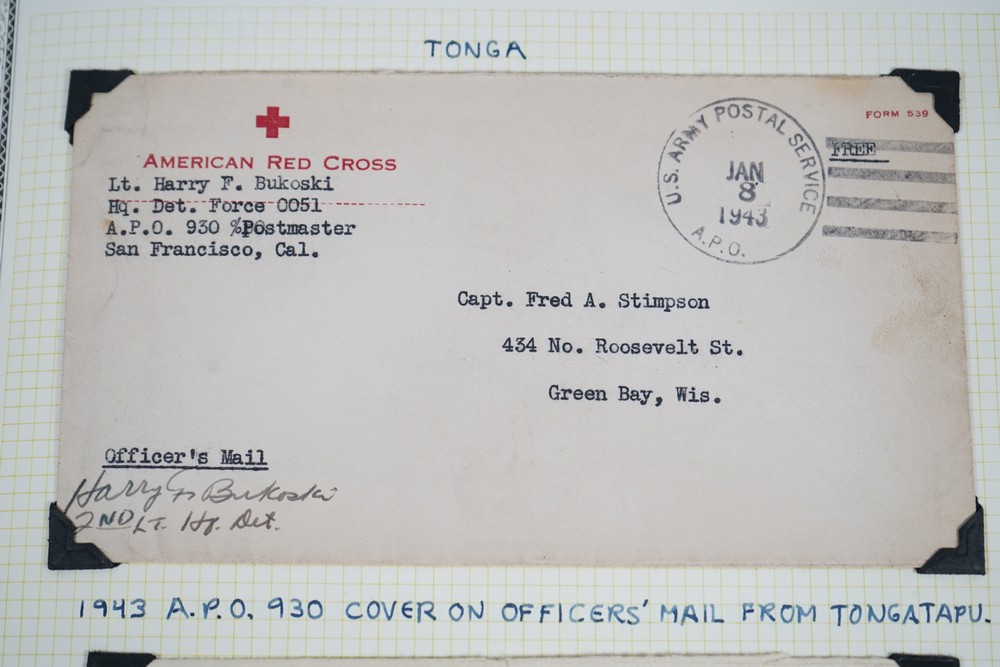 TONGA
FORM 539
AMERICAN RED CROSS
Lt. Harry F. Bukoski
Hq. Det. Force 0051
A.P.O. 930 %Postmaster
San Francisco, Cal.
U.S. ARMY POSTAL SERVICE
JAN
8
1943
A.P.O.
FREE
Capt. Fred A. Stimpson
434 No. Roosevelt St.
Green Bay, Wis.
Officer's Mail
Harry F Bukoski
2ND LT. Hq. Det.
1943 A.P.O. 930 COVER ON OFFICERS' MAIL FROM TONGATAPU.